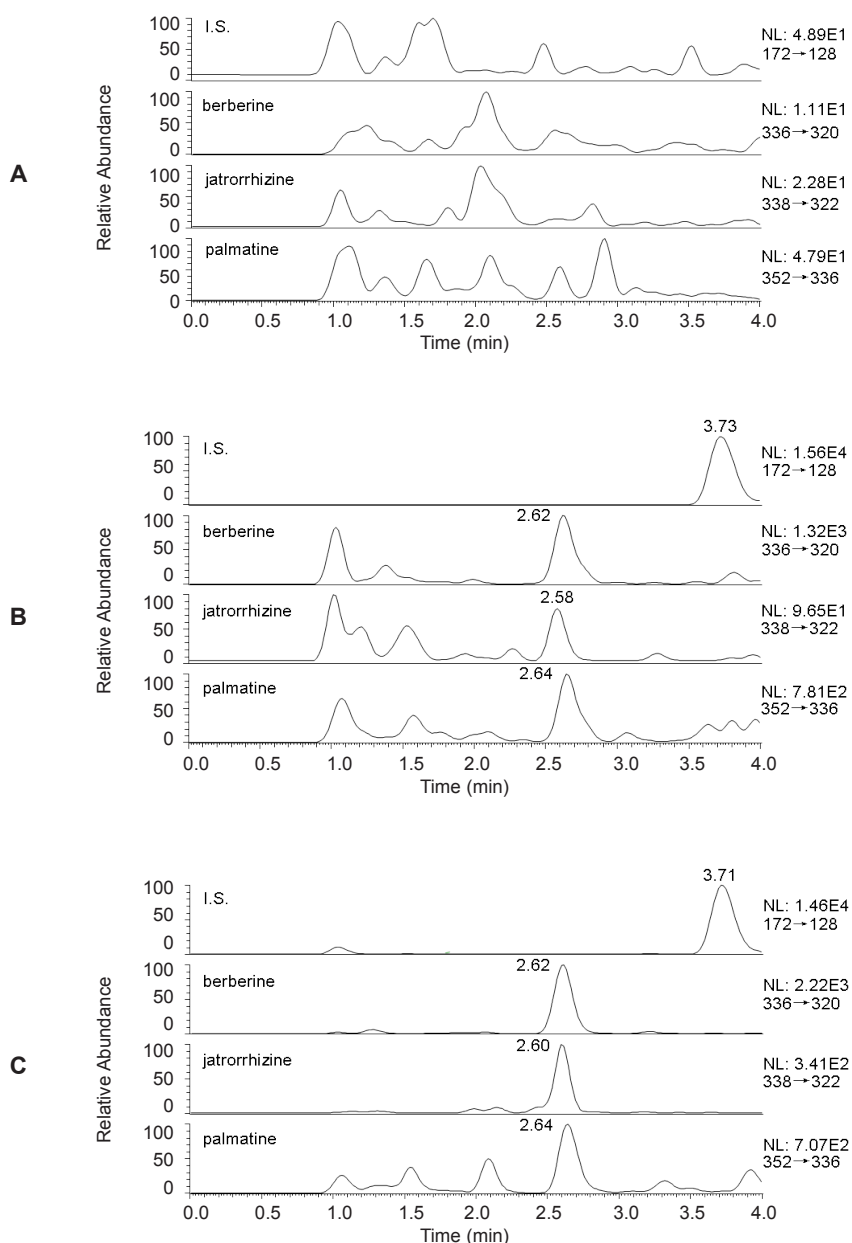 A
Relative Abundance
100
50
0
I.S.
NL: 4.89E1
172→128
100
50
0
berberine
NL: 1.11E1
336→320
100
50
0
jatrorrhizine
NL: 2.28E1
338→322
100
50
0
palmatine
NL: 4.79E1
352→336
0.0 0.5 1.0 1.5 2.0 2.5 3.0 3.5 4.0
Time (min)
B
Relative Abundance
100
50
0
I.S.
3.73
NL: 1.56E4
172→128
100
50
0
berberine
2.62
NL: 1.32E3
336→320
100
50
0
jatrorrhizine
2.58
NL: 9.65E1
338→322
100
50
0
palmatine
2.64
NL: 7.81E2
352→336
0.0 0.5 1.0 1.5 2.0 2.5 3.0 3.5 4.0
Time (min)
C
Relative Abundance
100
50
0
I.S.
3.71
NL: 1.46E4
172→128
100
50
0
berberine
2.62
NL: 2.22E3
336→320
100
50
0
jatrorrhizine
2.60
NL: 3.41E2
338→322
100
50
0
palmatine
2.64
NL: 7.07E2
352→336
0.0 0.5 1.0 1.5 2.0 2.5 3.0 3.5 4.0
Time (min)